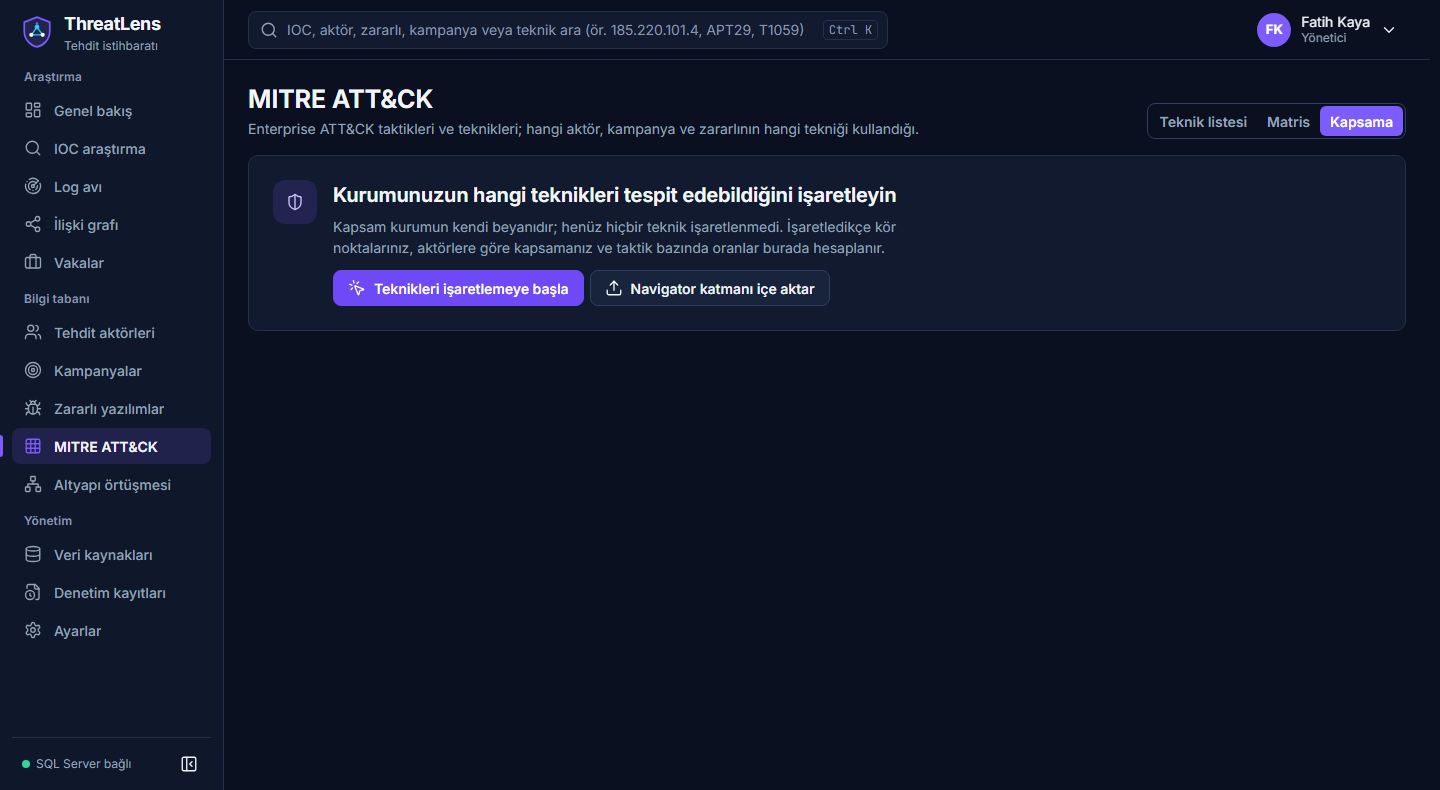 ThreatLens
Tehdit istihbaratı
IOC, aktör, zararlı, kampanya veya teknik ara (ör. 185.220.101.4, APT29, T1059)
Ctrl K
FK
Fatih Kaya
Yönetici
Araştırma
Genel bakış
IOC araştırma
Log avı
İlişki grafı
Vakalar
Bilgi tabanı
Tehdit aktörleri
Kampanyalar
Zararlı yazılımlar
MITRE ATT&CK
Altyapı örtüşmesi
Yönetim
Veri kaynakları
Denetim kayıtları
Ayarlar
SQL Server bağlı
MITRE ATT&CK
Enterprise ATT&CK taktikleri ve teknikleri; hangi aktör, kampanya ve zararlının hangi tekniği kullandığı.
Teknik listesi
Matris
Kapsama
Kurumunuzun hangi teknikleri tespit edebildiğini işaretleyin
Kapsam kurumun kendi beyanıdır; henüz hiçbir teknik işaretlenmedi. İşaretledikçe kör
noktalarınız, aktörlere göre kapsamanız ve taktik bazında oranlar burada hesaplanır.
Teknikleri işaretlemeye başla
Navigator katmanı içe aktar